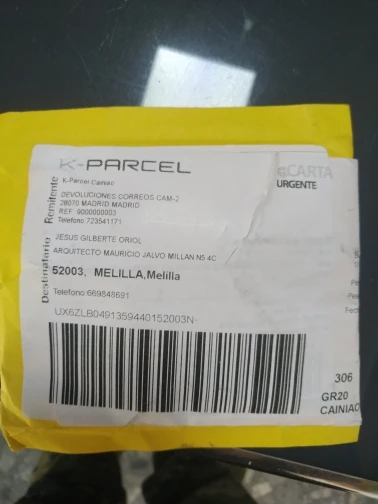 K-PARCEL
CARTA
URGENTE
Remitente
K-Parcel Cainiao
DEVOLUCIONES CORREOS CAM-2
28070 MADRID MADRID
REF: 9000000003
Telefono 723541171
Destinatario
JESUS GILBERTE ORIOL
ARQUITECTO MAURICIO JALVO MILLAN N5 4C
52003, MELILLA,Melilla
Telefono:669848691
UX6ZLB0491359440152003N-
306
GR20
CAINIAO